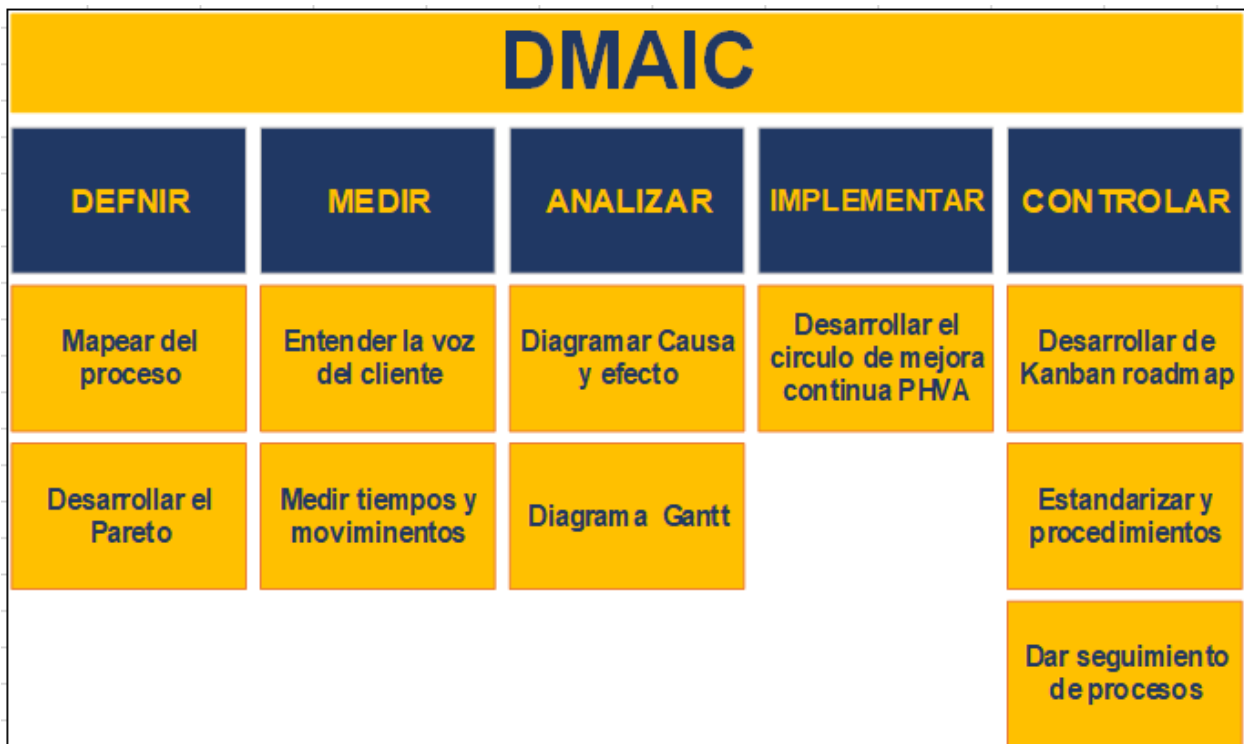 DMAIC
DEFNIR
MEDIR
ANALIZAR
IMPLEMENTAR
CONTROLAR
Mapear del
proceso
Entender la voz
del cliente
Diagramar Causa
y efecto
Desarrollar el
circulo de mejora
continua PHVA
Desarrollar de
Kanban roadmap
Desarrollar el
Pareto
Medir tiempos y
moviminentos
Diagrama Gantt
Estandarizar y
procedimientos
Dar seguimiento
de procesos